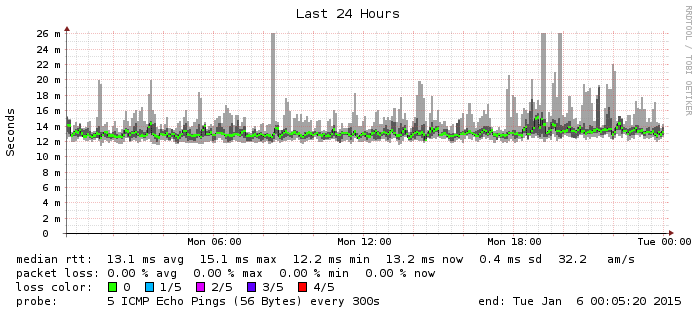 Last 24 Hours
RRDTOOL / TOBI OETIKER
Seconds
26 m
24 m
22 m
20 m
18 m
16 m
14 m
12 m
10 m
8 m
6 m
4 m
2 m
0
Mon 06:00 Mon 12:00 Mon 18:00 Tue 00:00
median rtt: 13.1 ms avg 15.1 ms max 12.2 ms min 13.2 ms now 0.4 ms sd 32.2 am/s
packet loss: 0.00 % avg 0.00 % max 0.00 % min 0.00 % now
loss color: 0 1/5 2/5 3/5 4/5
probe: 5 ICMP Echo Pings (56 Bytes) every 300s end: Tue Jan 6 00:05:20 2015